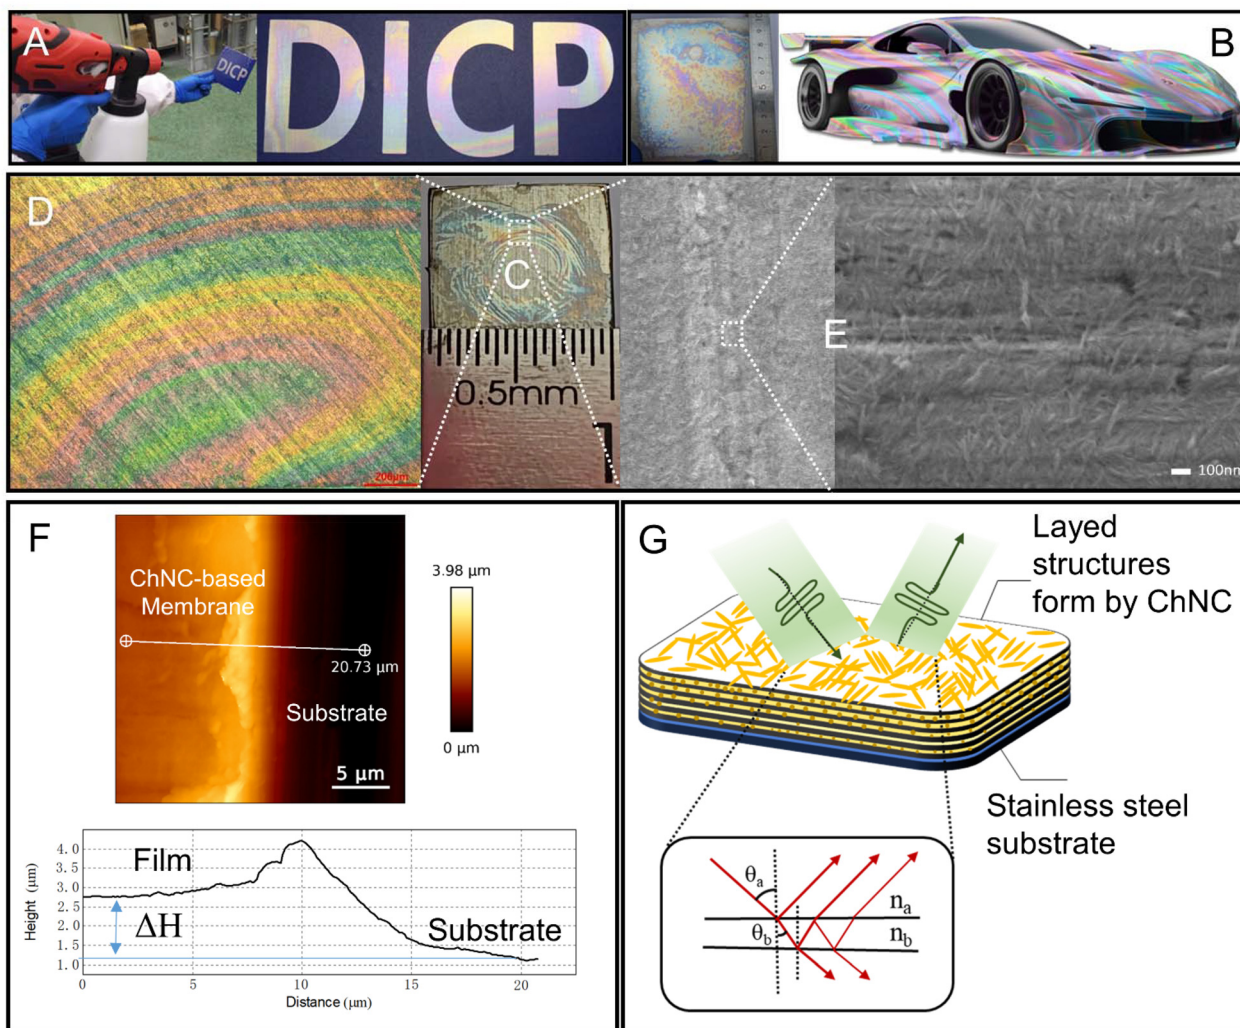 A
DICP
DICP
B
D
C
0.5mm
200μm
E
100nm
F
ChNC-based
Membrane
20.73 μm
Substrate
5 μm
3.98 μm
0 μm
Height (μm)
4.0
3.0
2.5
2.0
1.5
1.0
Film
ΔH
Substrate
0
5
10
15
20
Distance (μm)
G
Layed
structures
form by ChNC
Stainless steel
substrate
θa
θb
na
nb